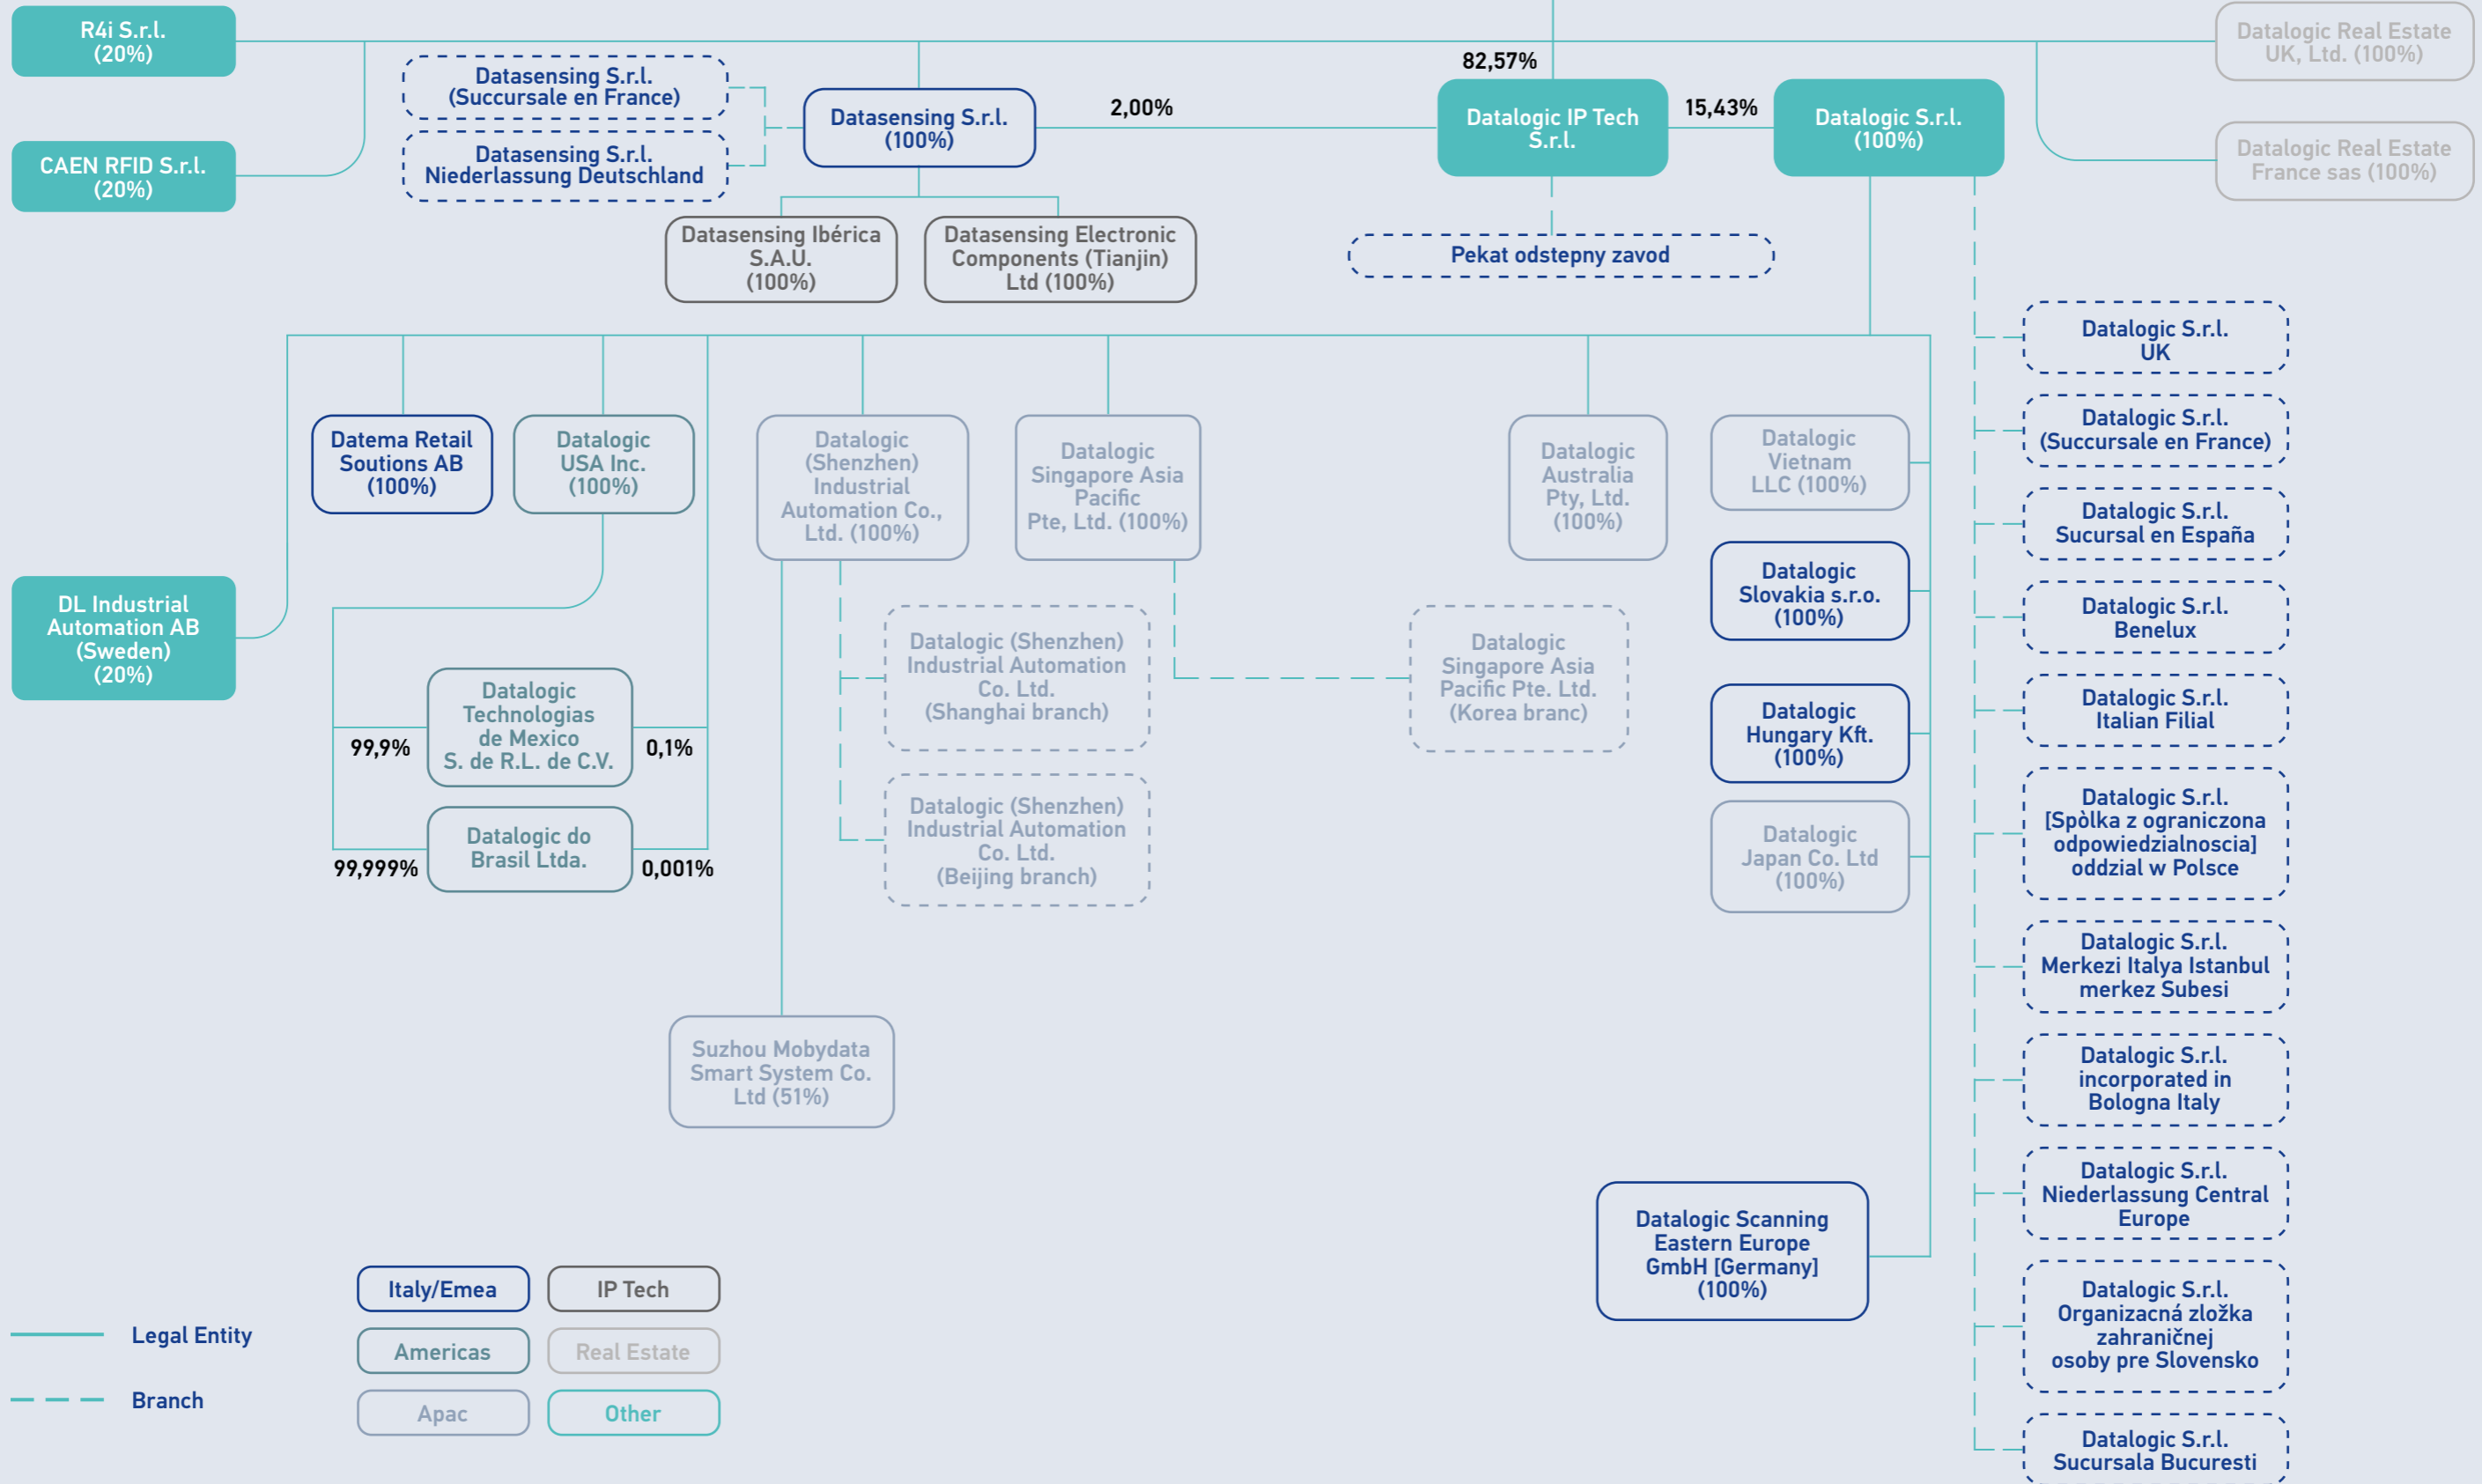 R4i S.r.l.
(20%)
Datalogic Real Estate
UK, Ltd. (100%)
82,57%
Datasensing S.r.l.
(Succursale en France)
Datasensing S.r.l.
(100%)
2,00%
Datalogic IP Tech
S.r.l.
15,43%
Datalogic S.r.l.
(100%)
CAEN RFID S.r.l.
(20%)
Datasensing S.r.l.
Niederlassung Deutschland
Datalogic Real Estate
France sas (100%)
Datasensing Ibérica
S.A.U.
(100%)
Datasensing Electronic
Components (Tianjin)
Ltd (100%)
Pekat odstepny zavod
Datema Retail
Soutions AB
(100%)
Datalogic
USA Inc.
(100%)
Datalogic
(Shenzhen)
Industrial
Automation Co.,
Ltd. (100%)
Datalogic
Singapore Asia
Pacific
Pte, Ltd. (100%)
Datalogic
Australia
Pty, Ltd.
(100%)
Datalogic
Vietnam
LLC (100%)
Datalogic
Slovakia s.r.o.
(100%)
Datalogic
Hungary Kft.
(100%)
Datalogic
Japan Co. Ltd
(100%)
DL Industrial
Automation AB
(Sweden)
(20%)
Datalogic
Technologias
de Mexico
S. de R.L. de C.V.
99,9%
0,1%
Datalogic do
Brasil Ltda.
99,999%
0,001%
Datalogic (Shenzhen)
Industrial Automation
Co. Ltd.
(Shanghai branch)
Datalogic (Shenzhen)
Industrial Automation
Co. Ltd.
(Beijing branch)
Datalogic
Singapore Asia
Pacific Pte. Ltd.
(Korea branc)
Suzhou Mobydata
Smart System Co.
Ltd (51%)
Datalogic Scanning
Eastern Europe
GmbH [Germany]
(100%)
Datalogic S.r.l.
UK
Datalogic S.r.l.
(Succursale en France)
Datalogic S.r.l.
Sucursal en España
Datalogic S.r.l.
Benelux
Datalogic S.r.l.
Italian Filial
Datalogic S.r.l.
[Spòlka z ograniczona
odpowiedzialnoscia]
oddzial w Polsce
Datalogic S.r.l.
Merkezi Italya Istanbul
merkez Subesi
Datalogic S.r.l.
incorporated in
Bologna Italy
Datalogic S.r.l.
Niederlassung Central
Europe
Datalogic S.r.l.
Organizacná zložka
zahraničnej
osoby pre Slovensko
Datalogic S.r.l.
Sucursala Bucuresti
Legal Entity
Branch
Italy/Emea
IP Tech
Americas
Real Estate
Apac
Other